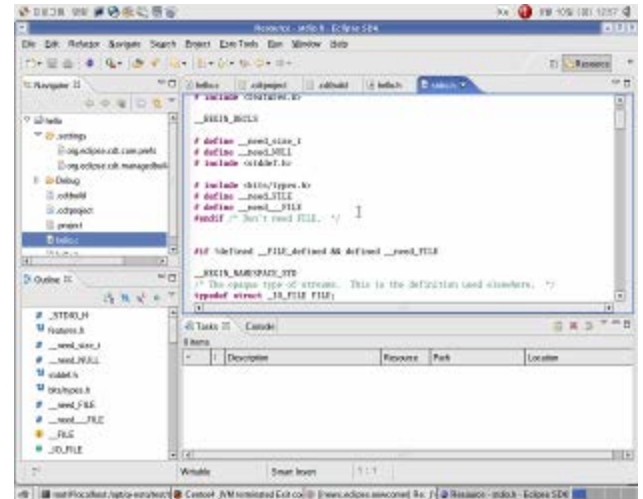 Resource - stdio.h - Eclipse SDK
File Edit Refactor Navigate Search Project Run Tools Run Window Help
Resource
Navigator
hello.c
.cdtproject
.cdtbuild
hello.h
stdio.h
hello
.settings
org.eclipse.cdt.core.prefs
org.eclipse.cdt.managedbuil
Debug
.cdtbuild
.cdtproject
.project
hello.c
# include <features.h>
__BEGIN_DECLS
# define __need_size_t
# define __need_NULL
# include <stddef.h>
# include <bits/types.h>
# define __need_FILE
# define __need___FILE
#endif /* Don't need FILE. */
#if !defined __FILE_defined && defined __need_FILE
__BEGIN_NAMESPACE_STD
/* The opaque type of streams. This is the definition used elsewhere. */
typedef struct _IO_FILE FILE;
Outline
_STDIO_H
features.h
__need_size_t
__need_NULL
stddef.h
bits/types.h
__need_FILE
__need___FILE
__FILE
_IO_FILE
Tasks
Console
0 items
Description
Resource
Path
Location
Writable
Smart Insert
1 : 1
Resource - stdio.h - Eclipse SDK